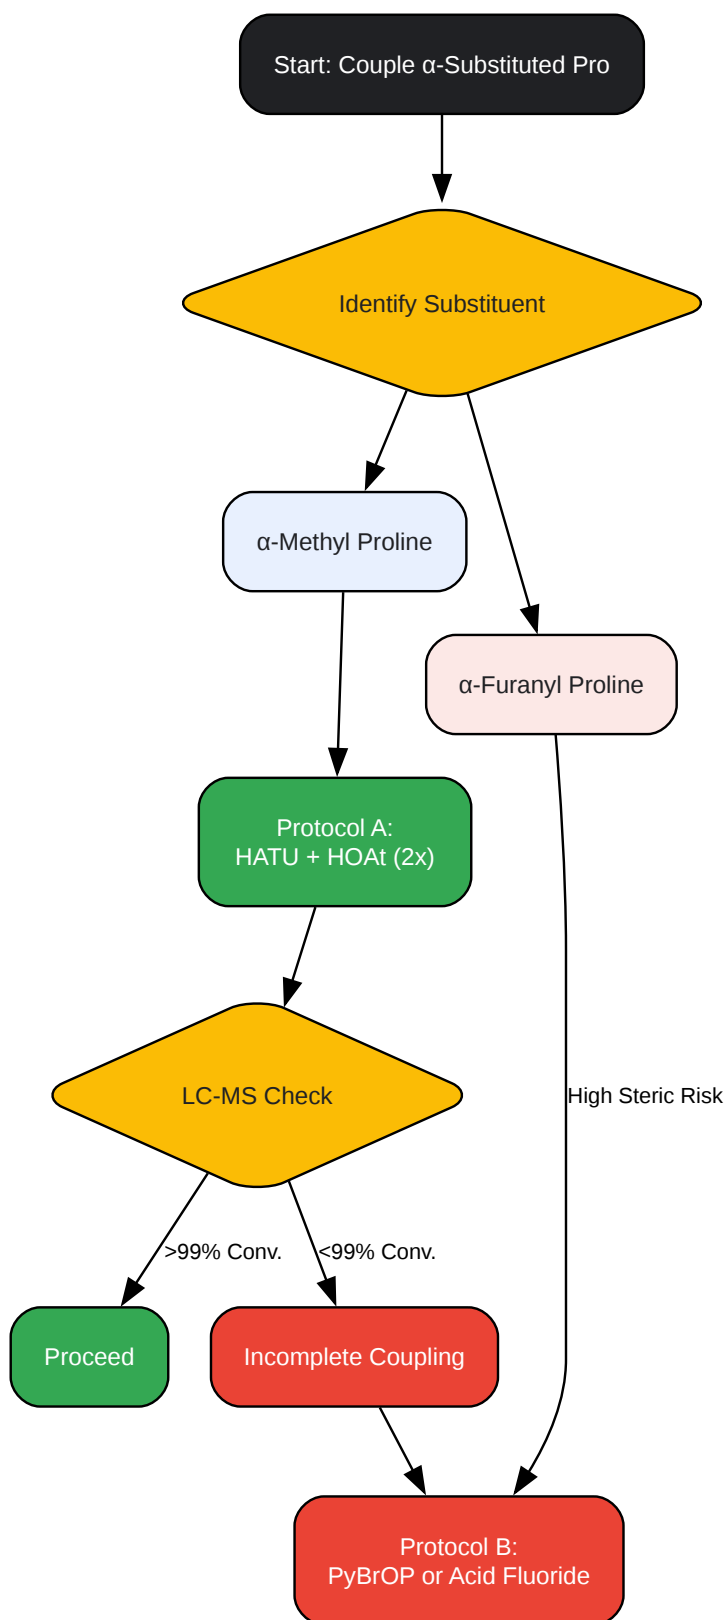 Start: Couple α-Substituted Pro
Identify Substituent
α-Methyl Proline
α-Furanyl Proline
Protocol A:
HATU + HOAt (2x)
LC-MS Check
High Steric Risk
>99% Conv.
<99% Conv.
Proceed
Incomplete Coupling
Protocol B:
PyBrOP or Acid Fluoride